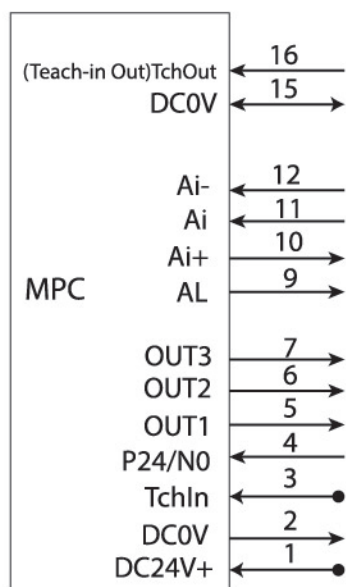 (Teach-in Out)TchOut 16
DC0V 15
Ai- 12
Ai 11
Ai+ 10
MPC
AL 9
OUT3 7
OUT2 6
OUT1 5
P24/N0 4
TchIn 3
DC0V 2
DC24V+ 1